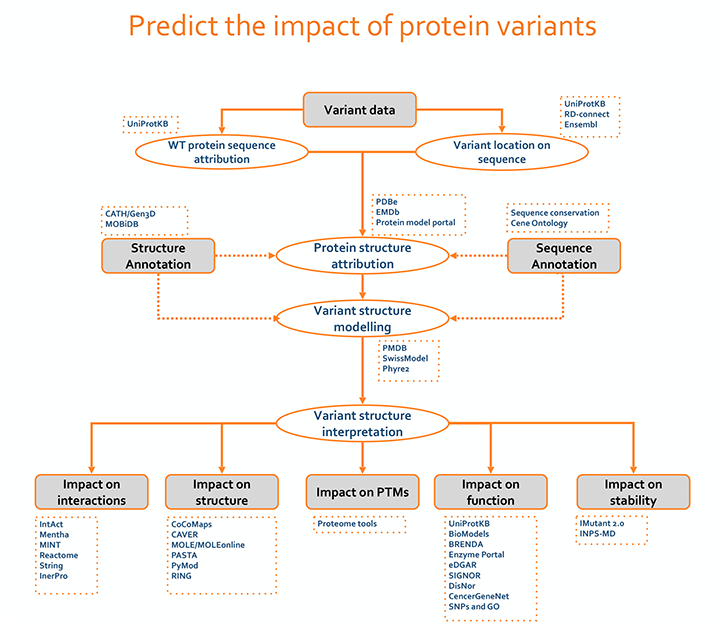 Predict the impact of protein variants
Variant data
UniProtKB
UniProtKB
RD-connect
Ensembl
WT protein sequence
attribution
Variant location on
sequence
PDBe
EMDb
Protein model portal
CATH/Gen3D
MOBiDB
Sequence conservation
Cene Ontology
Structure
Annotation
Protein structure
attribution
Sequence
Annotation
Variant structure
modelling
PMDB
SwissModel
Phyre2
Variant structure
interpretation
Impact on
interactions
Impact on
structure
Impact on PTMs
Impact on
function
Impact on
stability
IntAct
Mentha
MINT
Reactome
String
InerPro
CoCoMaps
CAVER
MOLE/MOLEonline
PASTA
PyMod
RING
Proteome tools
UniProtKB
BioModels
BRENDA
Enzyme Portal
eDGAR
SIGNOR
DisNor
CencerGeneNet
SNPs and GO
IMutant 2.0
INPS-MD